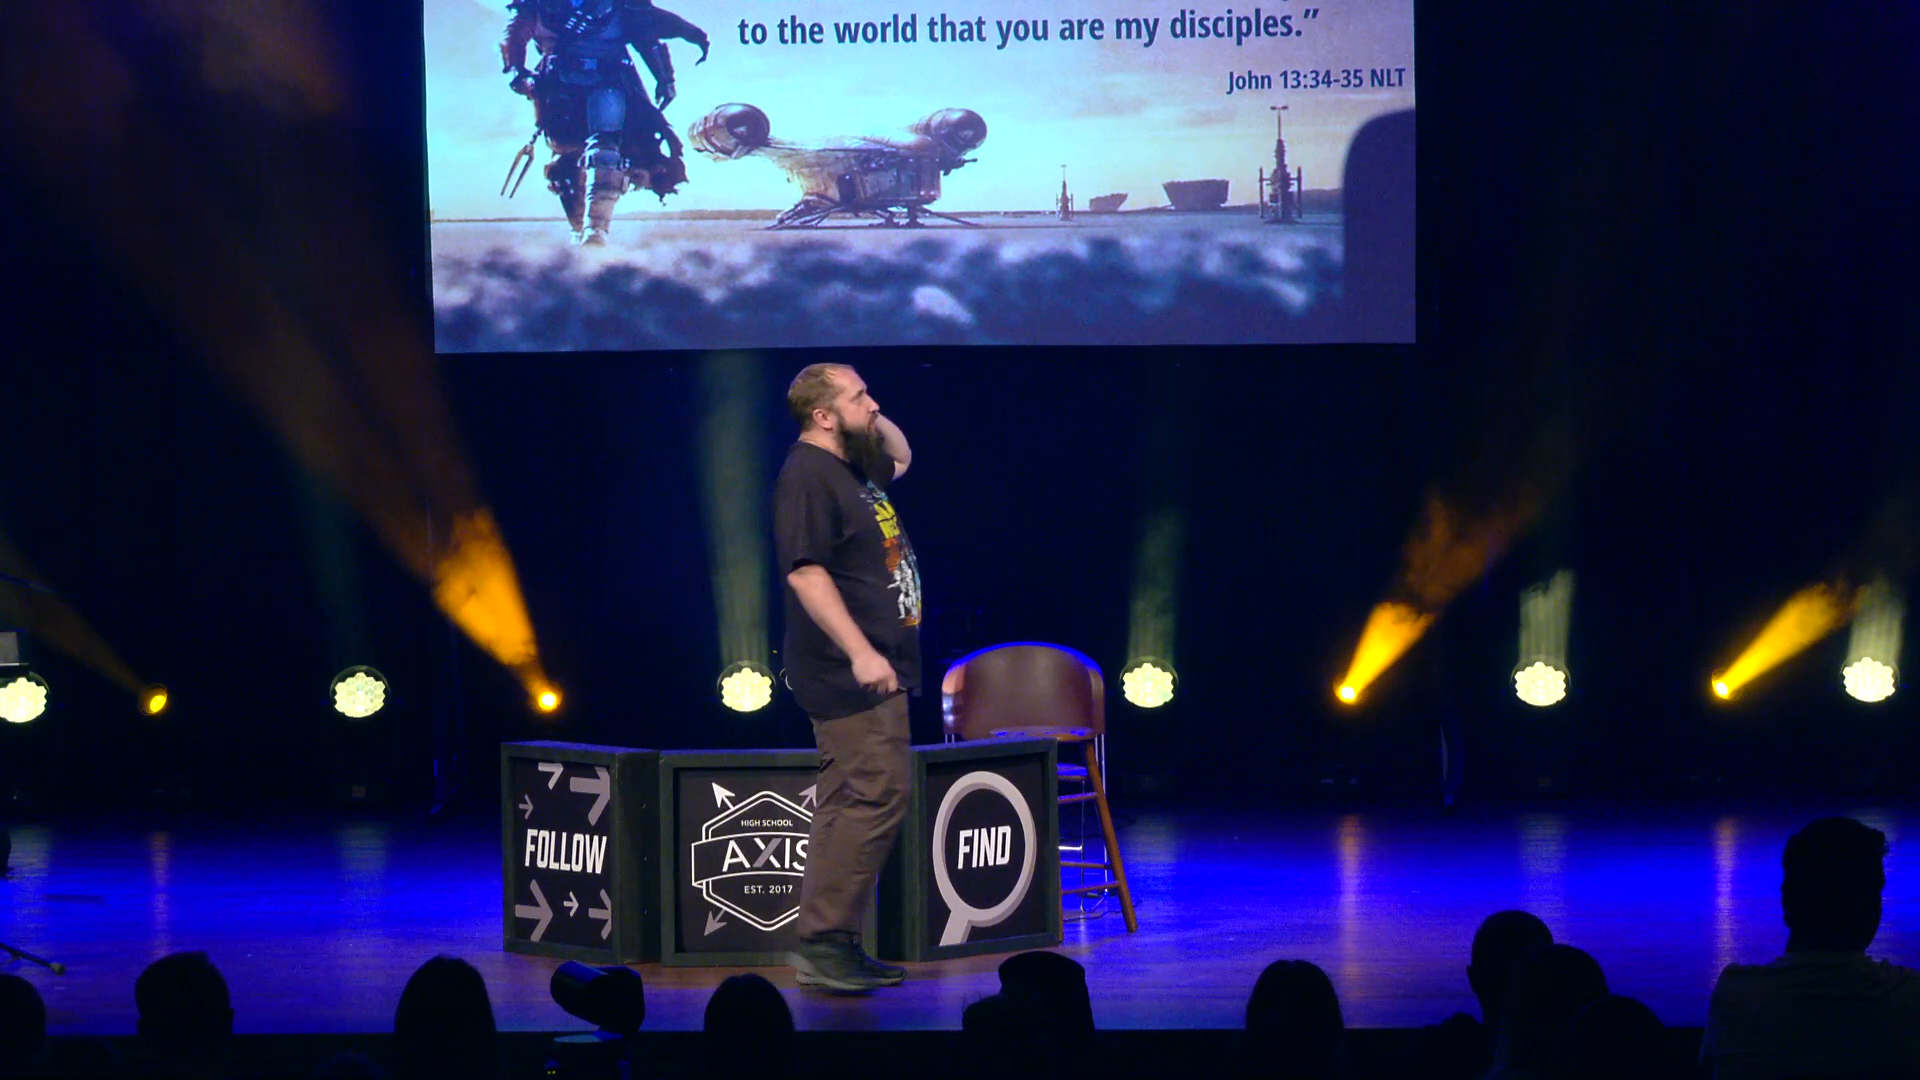 to the world that you are my disciples.”
John 13:34-35 NLT
FOLLOW
HIGH SCHOOL
AXIS
EST. 2017
FIND